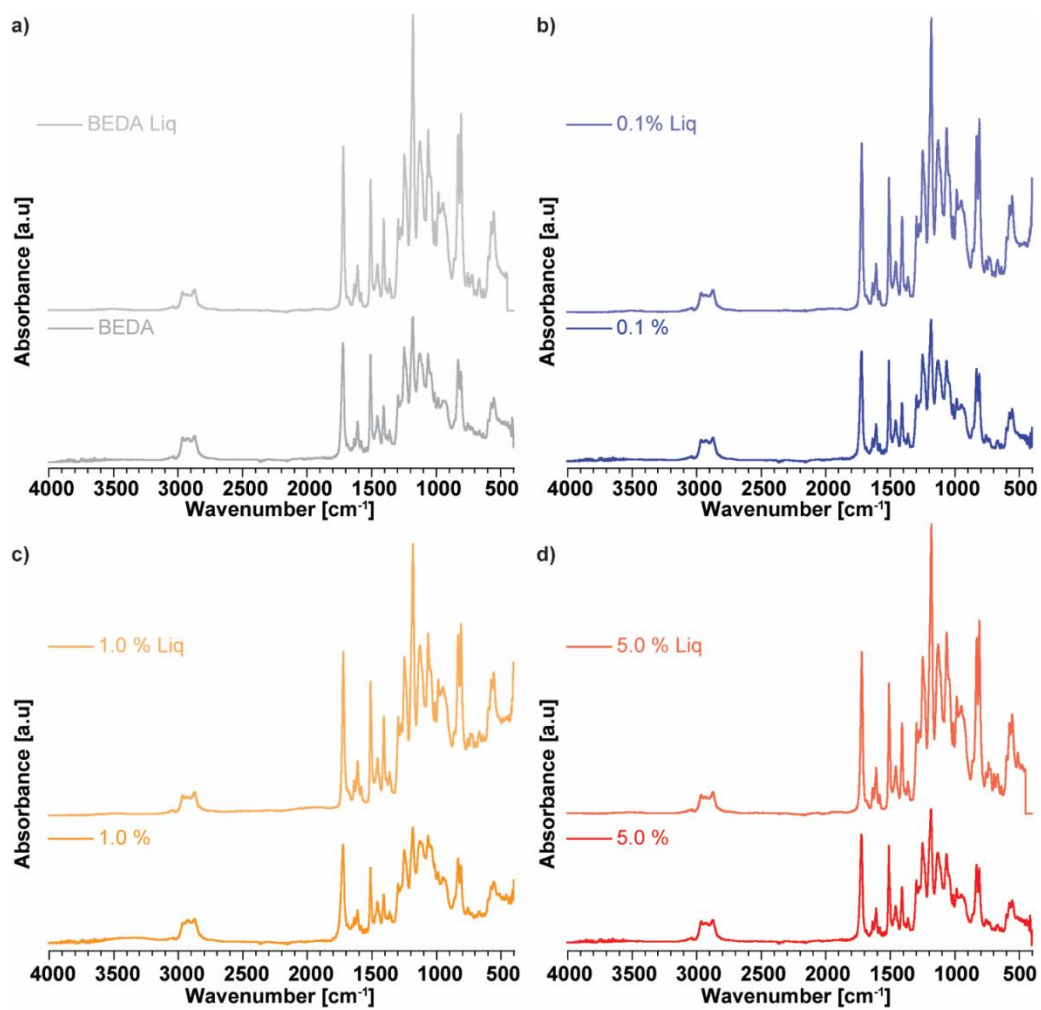 a)
BEDA Liq
BEDA
Absorbance [a.u]
4000 3500 3000 2500 2000 1500 1000 500
Wavenumber [cm⁻¹]
b)
0.1% Liq
0.1 %
Absorbance [a.u]
4000 3500 3000 2500 2000 1500 1000 500
Wavenumber [cm⁻¹]
c)
1.0 % Liq
1.0 %
Absorbance [a.u]
4000 3500 3000 2500 2000 1500 1000 500
Wavenumber [cm⁻¹]
d)
5.0 % Liq
5.0 %
Absorbance [a.u]
4000 3500 3000 2500 2000 1500 1000 500
Wavenumber [cm⁻¹]